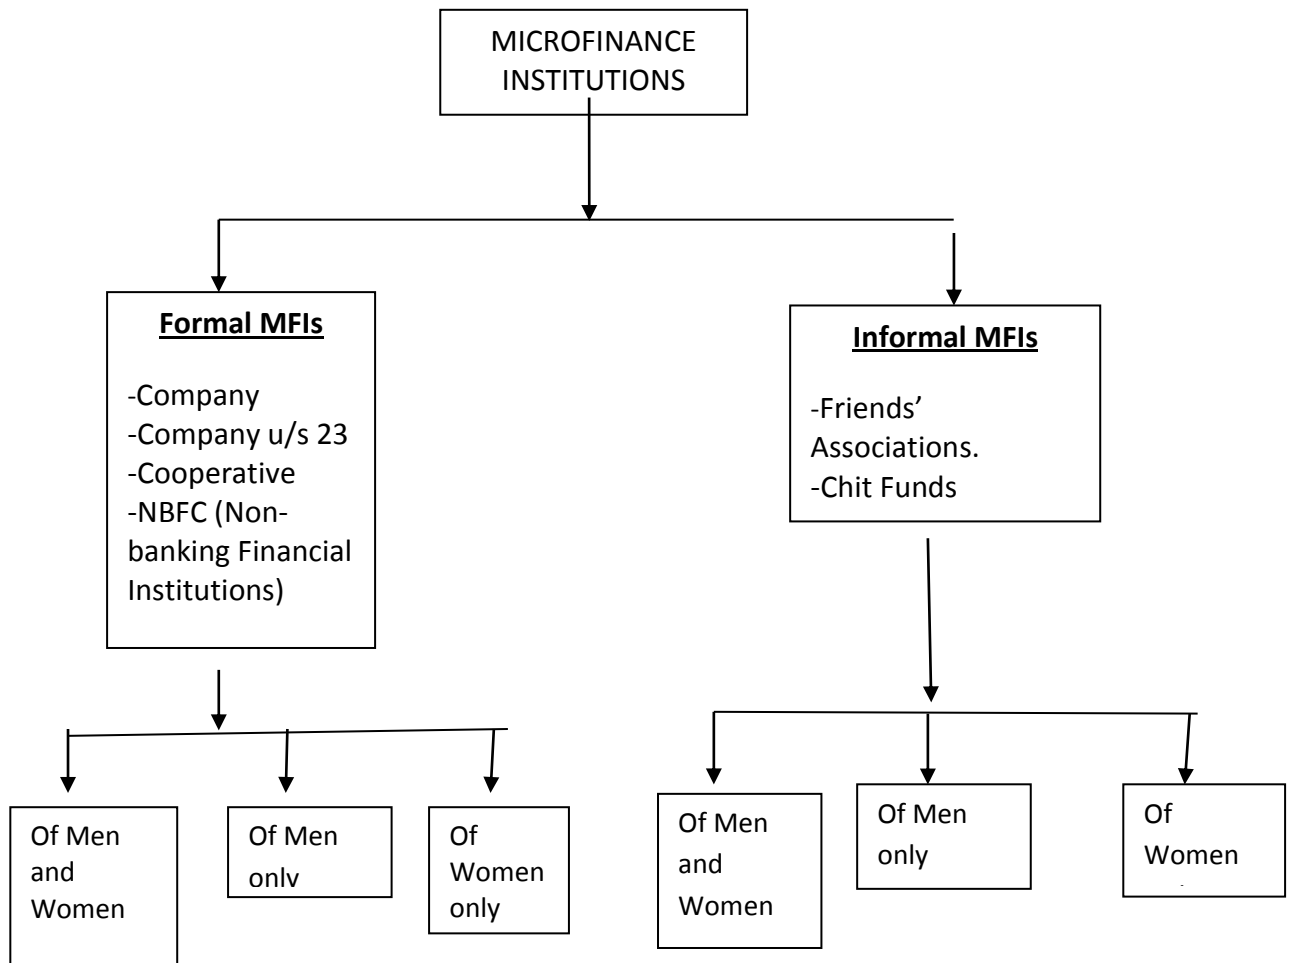 MICROFINANCE
INSTITUTIONS
Formal MFIs
-Company
-Company u/s 23
-Cooperative
-NBFC (Non-
banking Financial
Institutions)
Informal MFIs
-Friends’
Associations.
-Chit Funds
Of Men
and
Women
Of Men
only
Of
Women
only
Of Men
and
Women
Of Men
only
Of
Women